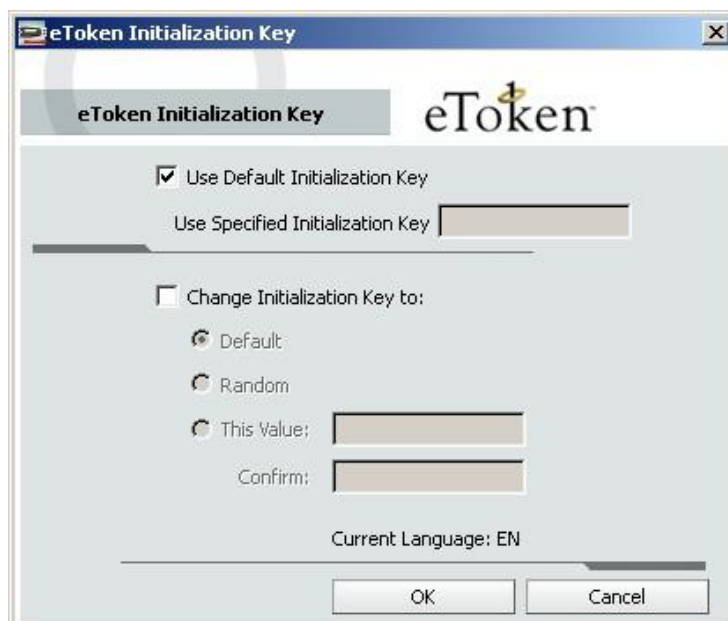 eToken Initialization Key
eToken Initialization Key
eToken™
Use Default Initialization Key
Use Specified Initialization Key
Change Initialization Key to:
Default
Random
This Value:
Confirm:
Current Language: EN
OK Cancel